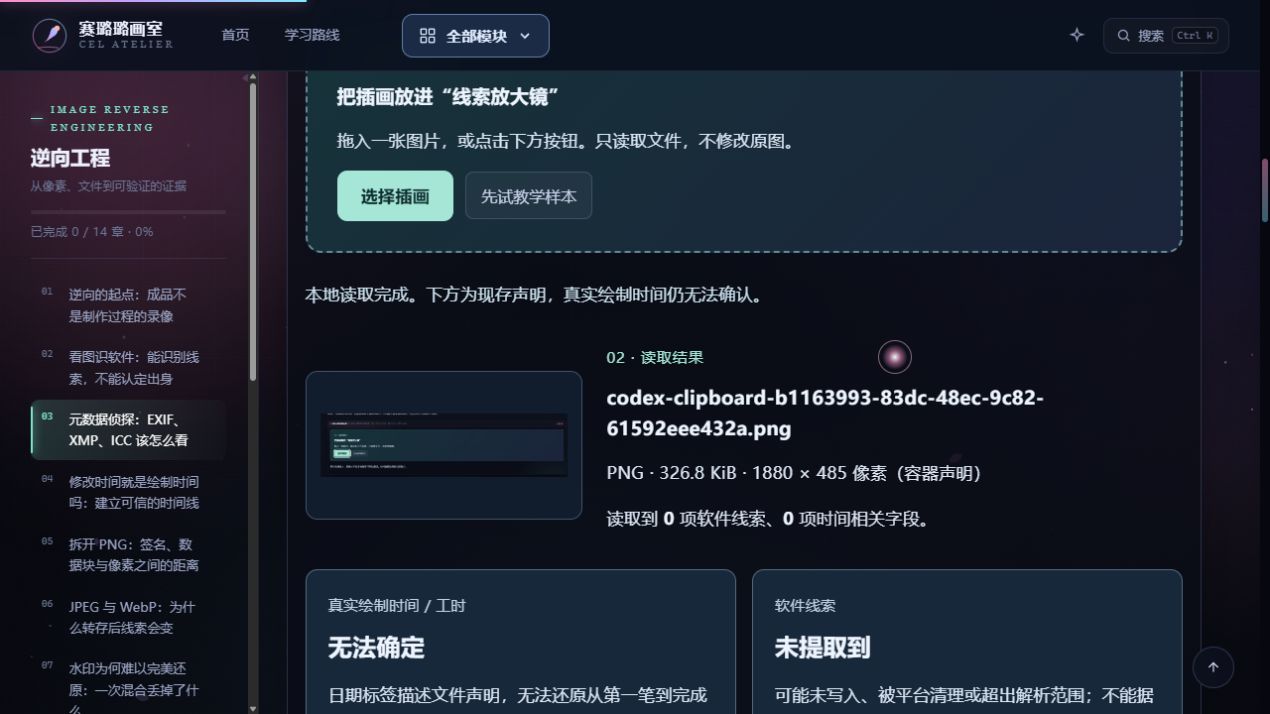 赛璐璐画室
CEL ATELIER
首页
学习路线
全部模块
搜索
Ctrl K
IMAGE REVERSE
ENGINEERING
逆向工程
从像素、文件到可验证的证据
已完成 0 / 14 章 · 0%
01
逆向的起点：成品不
是制作过程的录像
02
看图识软件：能识别线
索，不能认定出身
03
元数据侦探：EXIF、
XMP、ICC 该怎么看
04
修改时间就是绘制时间
吗：建立可信的时间线
05
拆开 PNG：签名、数
据块与像素之间的距离
06
JPEG 与 WebP：为什
么转存后线索会变
07
水印为何难以完美还
原：一次混合丢掉了什
么
把插画放进“线索放大镜”
拖入一张图片，或点击下方按钮。只读取文件，不修改原图。
选择插画
先试教学样本
本地读取完成。下方为现存声明，真实绘制时间仍无法确认。
02 · 读取结果
codex-clipboard-b1163993-83dc-48ec-9c82-
61592eee432a.png
PNG · 326.8 KiB · 1880 × 485 像素（容器声明）
读取到 0 项软件线索、0 项时间相关字段。
真实绘制时间 / 工时
无法确定
日期标签描述文件声明，无法还原从第一笔到完成
软件线索
未提取到
可能未写入、被平台清理或超出解析范围；不能据